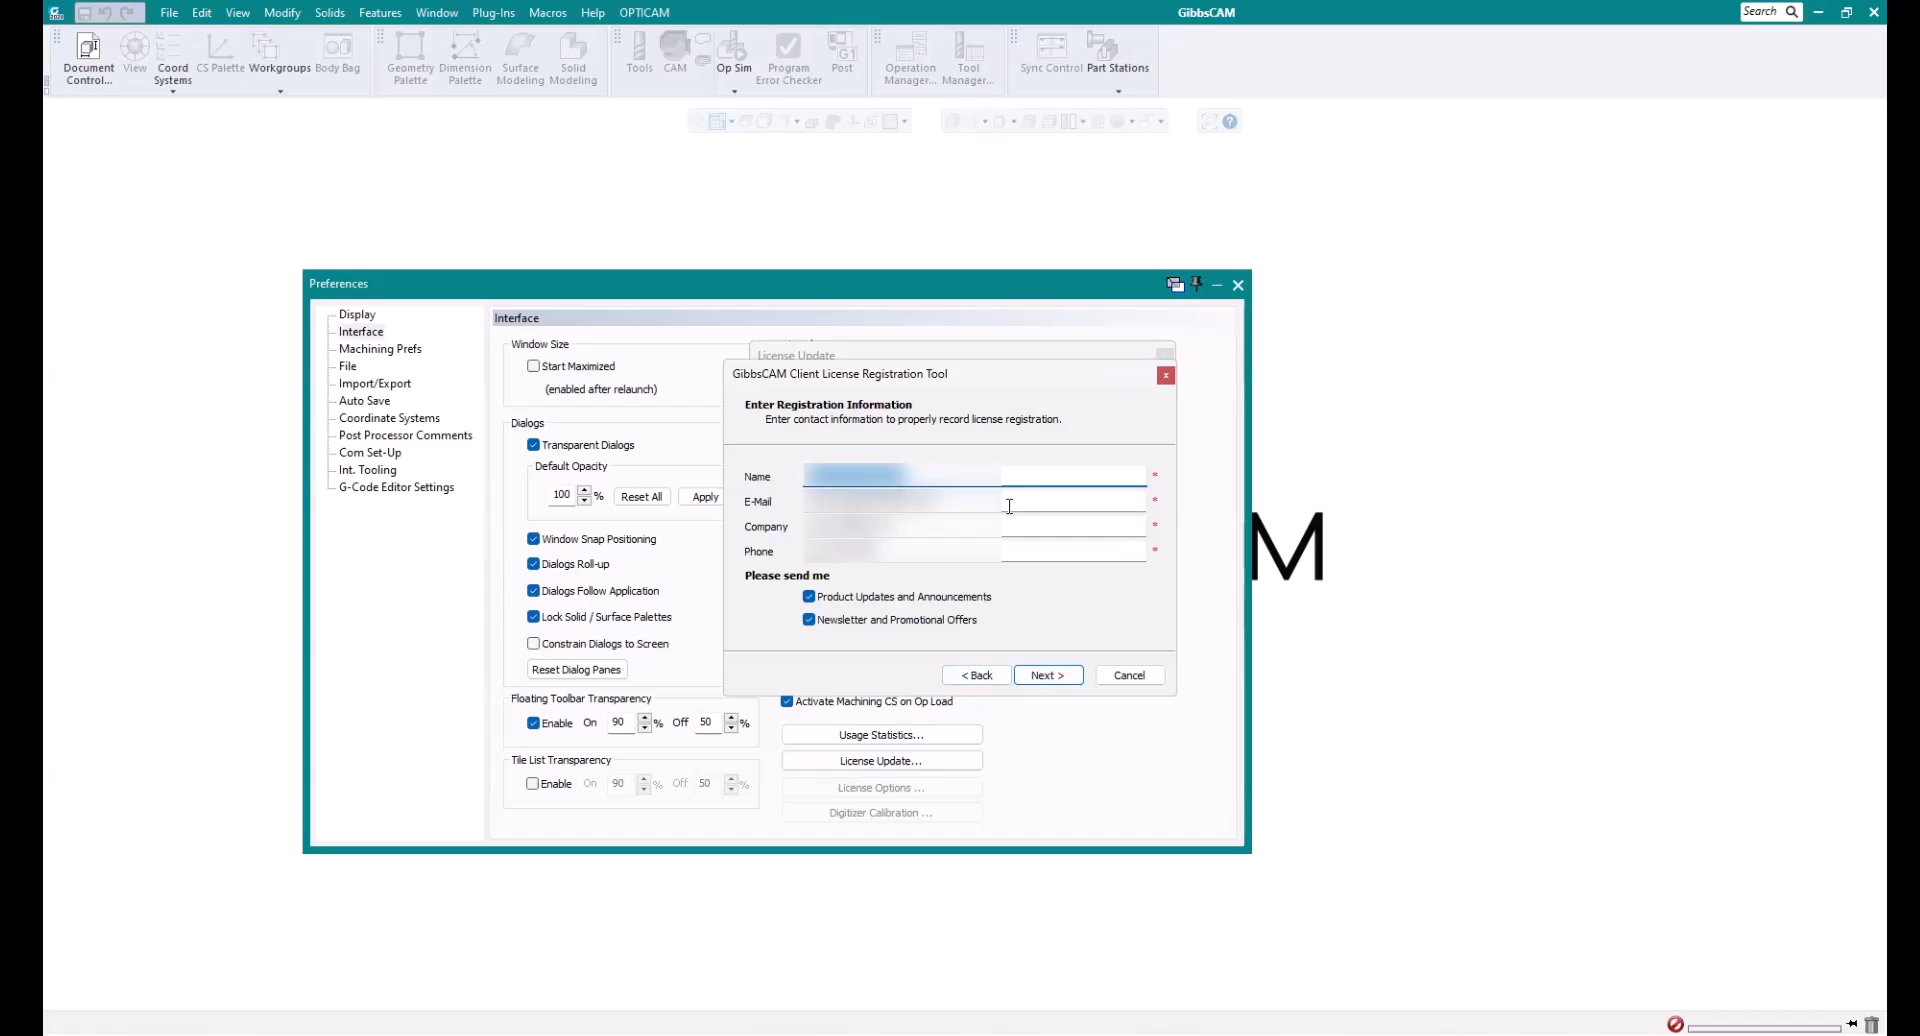 File Edit View Modify Solids Features Window Plug-Ins Macros Help OPTICAM GibbsCAM Search
Document Control... View Coord Systems CS Palette Workgroups Body Bag Geometry Palette Dimension Palette Surface Modeling Solid Modeling Tools CAM Op Sim Program Error Checker Post Operation Manager... Tool Manager... Sync Control Part Stations
Preferences
Display
Interface
Machining Prefs
File
Import/Export
Auto Save
Coordinate Systems
Post Processor Comments
Com Set-Up
Int. Tooling
G-Code Editor Settings
Interface
Window Size
Start Maximized
(enabled after relaunch)
Dialogs
Transparent Dialogs
Default Opacity
100 % Reset All Apply
Window Snap Positioning
Dialogs Roll-up
Dialogs Follow Application
Lock Solid / Surface Palettes
Constrain Dialogs to Screen
Reset Dialog Panes
Floating Toolbar Transparency
Enable On 90 % Off 50 %
Tile List Transparency
Enable On 90 % Off 50 %
License Update
GibbsCAM Client License Registration Tool
Enter Registration Information
Enter contact information to properly record license registration.
Name *
E-Mail *
Company *
Phone *
Please send me
Product Updates and Announcements
Newsletter and Promotional Offers
< Back Next > Cancel
Activate Machining CS on Op Load
Usage Statistics...
License Update...
License Options ...
Digitizer Calibration ...
M